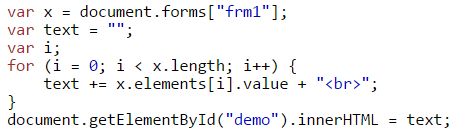 var x = document.forms["frm1"];
var text = "";
var i;
for (i = 0; i < x.length; i++) {
    text += x.elements[i].value + "<br>";
}
document.getElementById("demo").innerHTML = text;